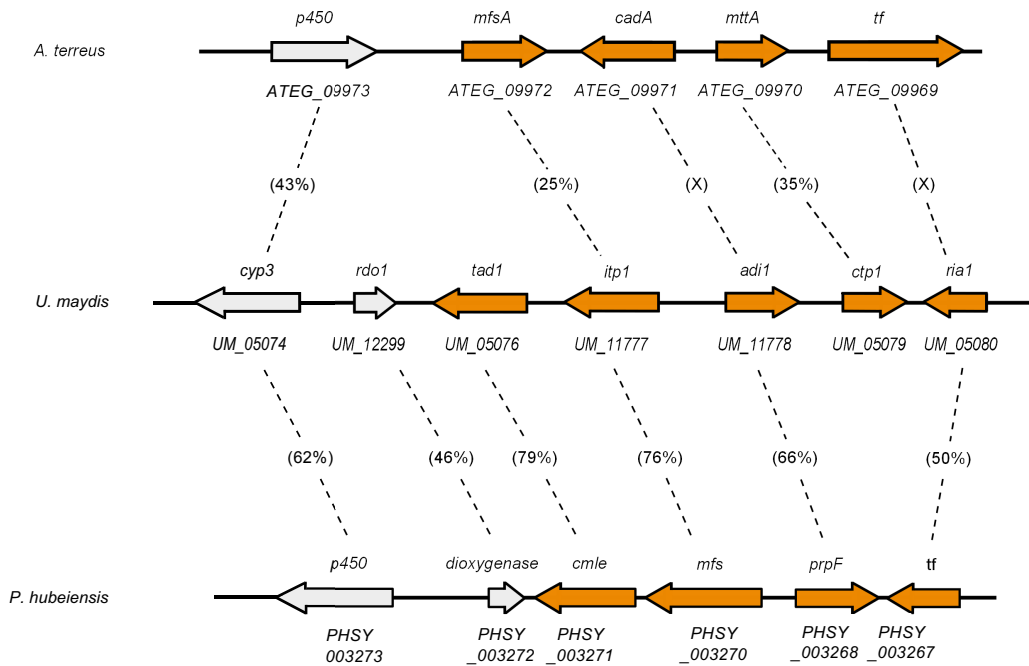 p450 mfsA cadA mttA tf
A. terreus
ATEG_09973 ATEG_09972 ATEG_09971 ATEG_09970 ATEG_09969
(43%) (25%) (X) (35%) (X)
cyp3 rdo1 tad1 itp1 adi1 ctp1 ria1
U. maydis
UM_05074 UM_12299 UM_05076 UM_11777 UM_11778 UM_05079 UM_05080
(62%) (46%) (79%) (76%) (66%) (50%)
p450 dioxygenase cmle mfs prpF tf
P. hubeiensis
PHSY PHSY PHSY PHSY PHSY PHSY
003273 _003272 _003271 _003270 _003268 _003267